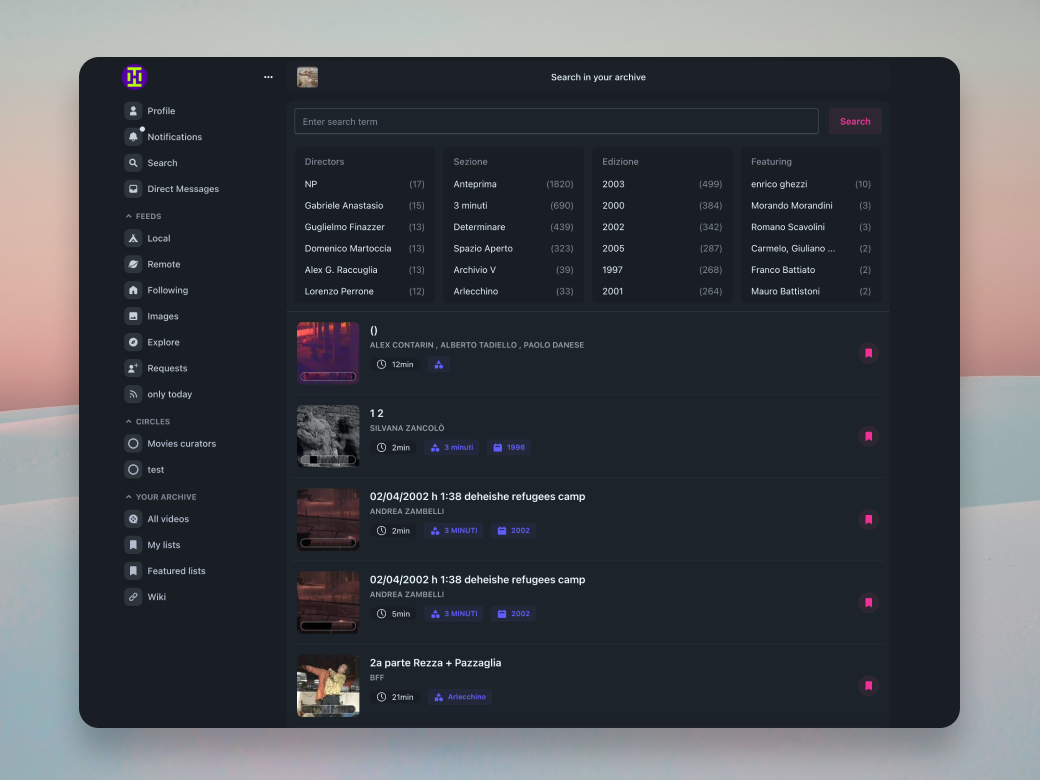 Search in your archive
Profile
Notifications
Search
Direct Messages
FEEDS
Local
Remote
Following
Images
Explore
Requests
only today
CIRCLES
Movies curators
test
YOUR ARCHIVE
All videos
My lists
Featured lists
Wiki
Enter search term
Search
Directors
NP (17)
Gabriele Anastasio (15)
Guglielmo Finazzer (13)
Domenico Martoccia (13)
Alex G. Raccuglia (13)
Lorenzo Perrone (12)
Sezione
Anteprima (1820)
3 minuti (690)
Determinare (439)
Spazio Aperto (323)
Archivio V (39)
Arlecchino (33)
Edizione
2003 (499)
2000 (384)
2002 (342)
2005 (287)
1997 (268)
2001 (264)
Featuring
enrico ghezzi (10)
Morando Morandini (3)
Romano Scavolini (3)
Carmelo, Giuliano ... (2)
Franco Battiato (2)
Mauro Battistoni (2)
()
ALEX CONTARIN , ALBERTO TADIELLO , PAOLO DANESE
12min
1 2
SILVANA ZANCOLÒ
2min 3 minuti 1996
02/04/2002 h 1:38 deheishe refugees camp
ANDREA ZAMBELLI
2min 3 MINUTI 2002
02/04/2002 h 1:38 deheishe refugees camp
ANDREA ZAMBELLI
5min 3 MINUTI 2002
2a parte Rezza + Pazzaglia
BFF
21min Arlecchino